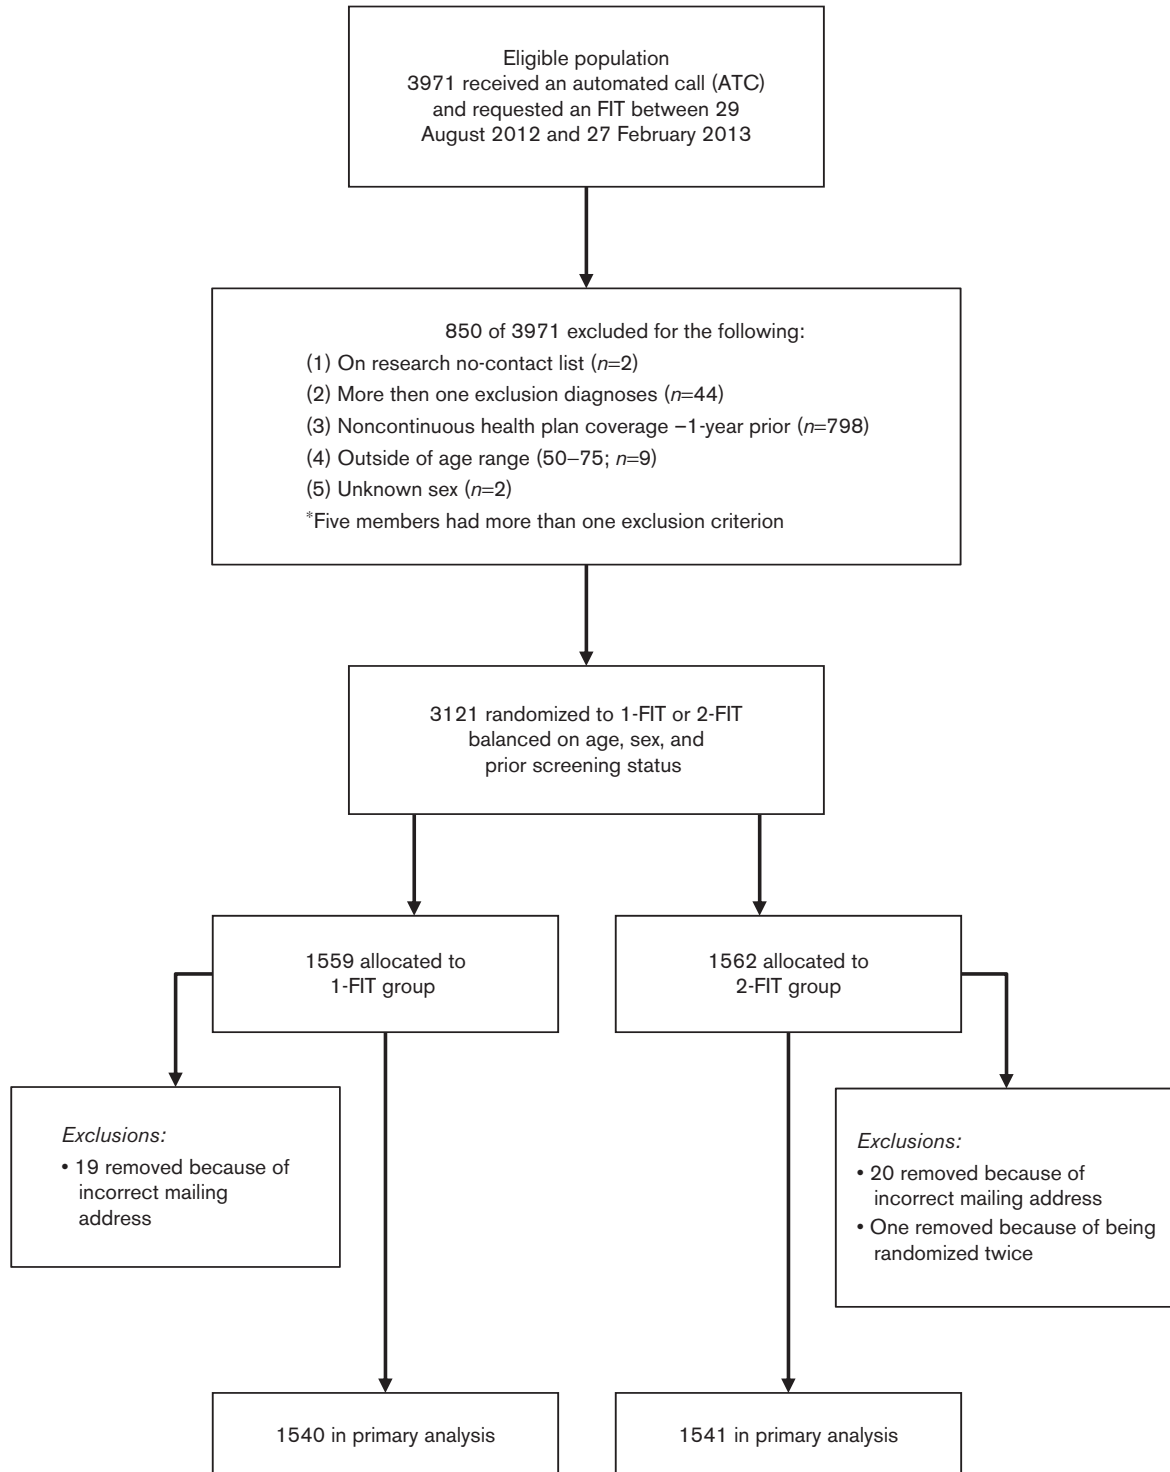 Eligible population
3971 received an automated call (ATC)
and requested an FIT between 29
August 2012 and 27 February 2013
850 of 3971 excluded for the following:
(1) On research no-contact list (n=2)
(2) More then one exclusion diagnoses (n=44)
(3) Noncontinuous health plan coverage −1-year prior (n=798)
(4) Outside of age range (50–75; n=9)
(5) Unknown sex (n=2)
*Five members had more than one exclusion criterion
3121 randomized to 1-FIT or 2-FIT
balanced on age, sex, and
prior screening status
1559 allocated to
1-FIT group
1562 allocated to
2-FIT group
Exclusions:
• 19 removed because of
incorrect mailing
address
Exclusions:
• 20 removed because of
incorrect mailing address
• One removed because of being
randomized twice
1540 in primary analysis
1541 in primary analysis